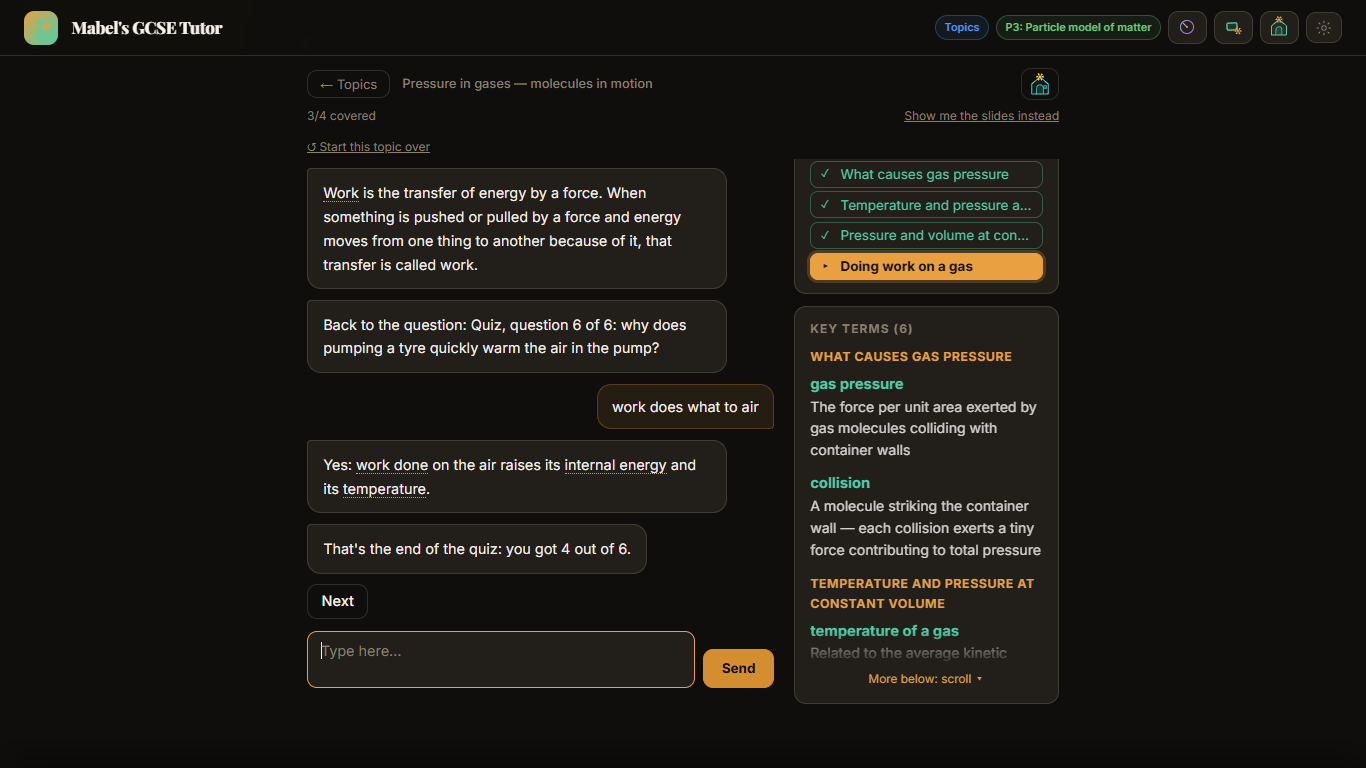 Mabel's GCSE Tutor
Topics
P3: Particle model of matter
← Topics
Pressure in gases — molecules in motion
3/4 covered
Show me the slides instead
↺ Start this topic over
Work is the transfer of energy by a force. When
something is pushed or pulled by a force and energy
moves from one thing to another because of it, that
transfer is called work.
Back to the question: Quiz, question 6 of 6: why does
pumping a tyre quickly warm the air in the pump?
work does what to air
Yes: work done on the air raises its internal energy and
its temperature.
That's the end of the quiz: you got 4 out of 6.
Next
Type here...
Send
✓ What causes gas pressure
✓ Temperature and pressure a...
✓ Pressure and volume at con...
▸ Doing work on a gas
KEY TERMS (6)
WHAT CAUSES GAS PRESSURE
gas pressure
The force per unit area exerted by
gas molecules colliding with
container walls
collision
A molecule striking the container
wall — each collision exerts a tiny
force contributing to total pressure
TEMPERATURE AND PRESSURE AT
CONSTANT VOLUME
temperature of a gas
Related to the average kinetic
More below: scroll ▾